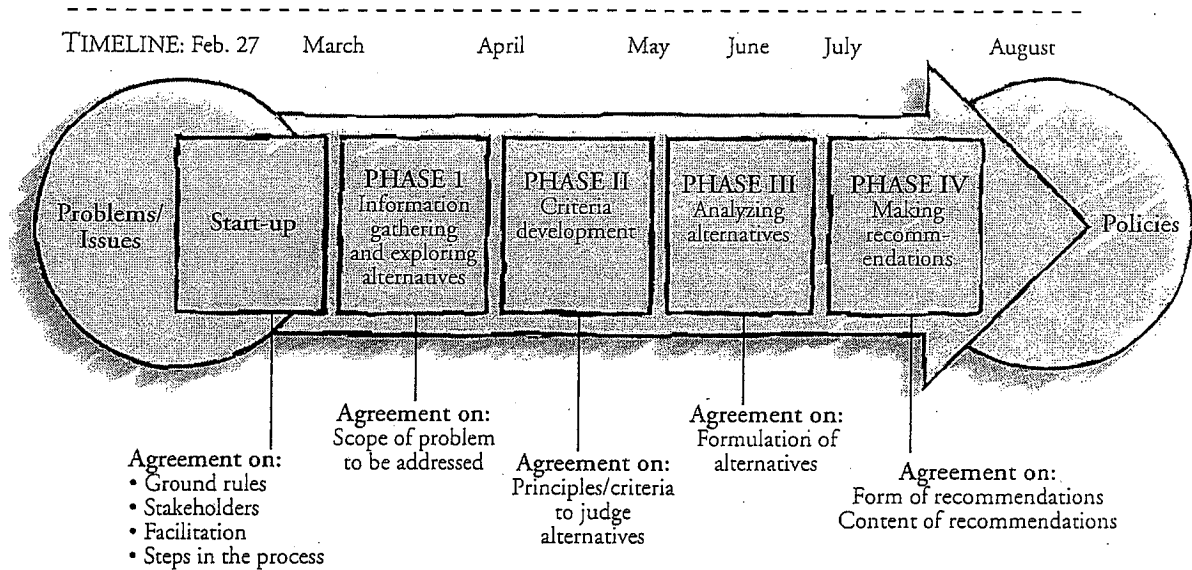 TIMELINE: Feb. 27 March April May June July August
Problems/
Issues
Start-up
PHASE 1
Information
gathering
and exploring
alternatives
PHASE II
Criteria
development
PHASE III
Analyzing
alternatives
PHASE IV
Making
recomm-
endations
Policies
Agreement on:
• Ground rules
• Stakeholders
• Facilitation
• Steps in the process
Agreement on:
Scope of problem
to be addressed
Agreement on:
Principles/criteria
to judge
alternatives
Agreement on:
Formulation of
alternatives
Agreement on:
Form of recommendations
Content of recommendations